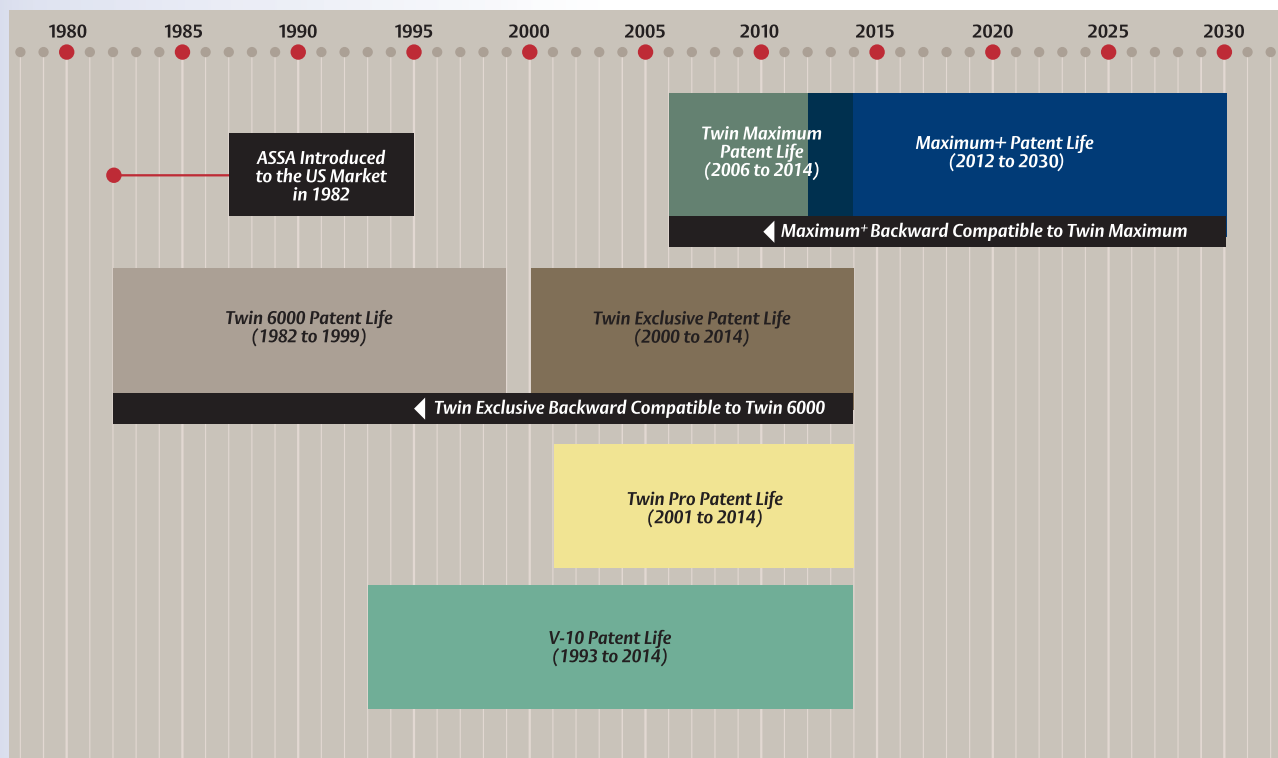 1980 1985 1990 1995 2000 2005 2010 2015 2020 2025 2030
ASSA Introduced
to the US Market
in 1982
Twin Maximum
Patent Life
(2006 to 2014)
Maximum+ Patent Life
(2012 to 2030)
Maximum+ Backward Compatible to Twin Maximum
Twin 6000 Patent Life
(1982 to 1999)
Twin Exclusive Patent Life
(2000 to 2014)
Twin Exclusive Backward Compatible to Twin 6000
Twin Pro Patent Life
(2001 to 2014)
V-10 Patent Life
(1993 to 2014)